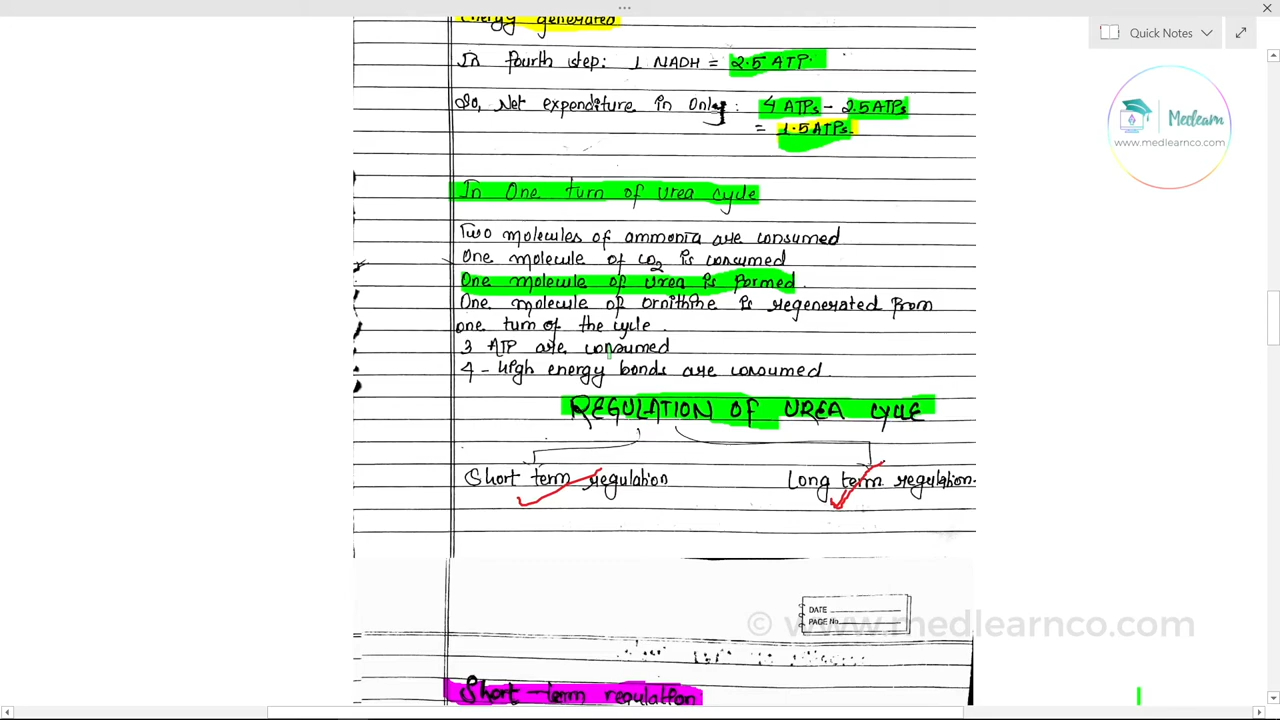 Energy generated
Quick Notes
In fourth step: 1 NADH = 2.5 ATP.
So, Net expenditure in only: 4 ATPs - 2.5ATPs
= 1.5ATPs.
Medlearn
www.medlearnco.com
In One turn of Urea cycle
Two molecules of ammonia are consumed
One molecule of CO2 is consumed
One molecule of urea is formed.
One molecule of ornithine is regenerated from
one turn of the cycle.
3 ATP are consumed
4 - high energy bonds are consumed.
REGULATION OF UREA CYCLE
Short term regulation
Long term regulation.
DATE
PAGE No.
© www.medlearnco.com
Short-term regulation